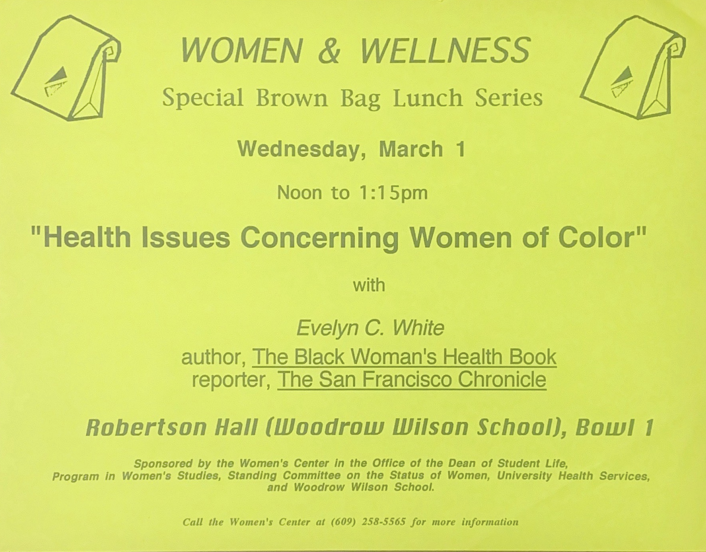 WOMEN & WELLNESS
Special Brown Bag Lunch Series
Wednesday, March 1
Noon to 1:15pm
"Health Issues Concerning Women of Color"
with
Evelyn C. White
author, The Black Woman's Health Book
reporter, The San Francisco Chronicle
Robertson Hall (Woodrow Wilson School), Bowl 1
Sponsored by the Women's Center in the Office of the Dean of Student Life,
Program in Women's Studies, Standing Committee on the Status of Women, University Health Services,
and Woodrow Wilson School.
Call the Women's Center at (609) 258-5565 for more information